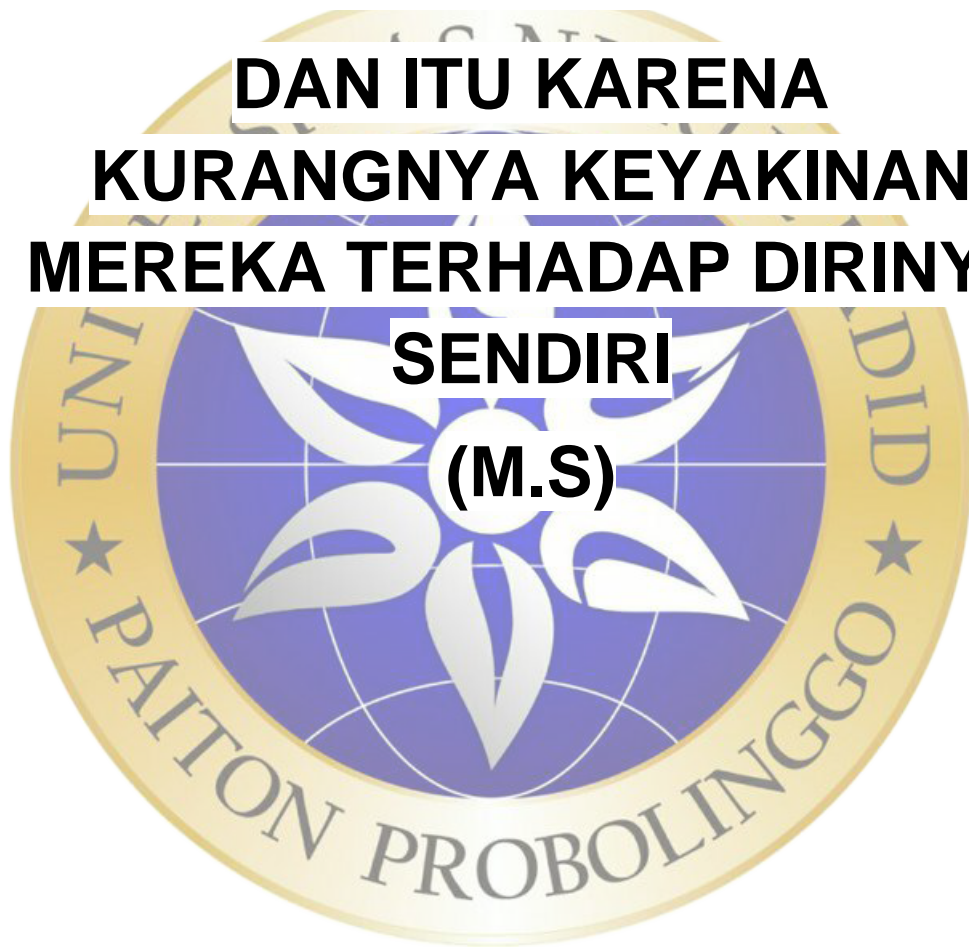 DAN ITU KARENA
KURANGNYA KEYAKINAN
MEREKA TERHADAP DIRINY
SENDIRI
(M.S)
PAITON PROBOLINGGO